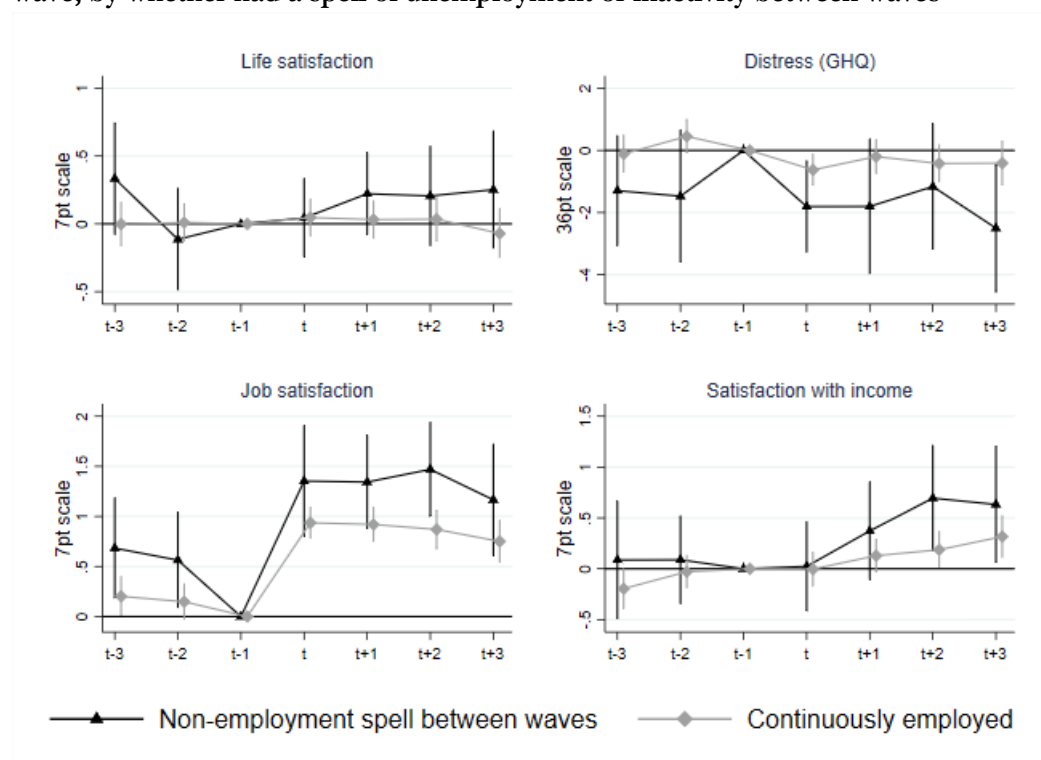 wave, by whether had a spell of unemployment or inactivity between waves
Life satisfaction
7pt scale
1
.5
0
-.5
t-3 t-2 t-1 t t+1 t+2 t+3
Distress (GHQ)
36pt scale
2
0
-2
-4
t-3 t-2 t-1 t t+1 t+2 t+3
Job satisfaction
7pt scale
2
1.5
1
.5
0
t-3 t-2 t-1 t t+1 t+2 t+3
Satisfaction with income
7pt scale
1.5
1
.5
0
-.5
t-3 t-2 t-1 t t+1 t+2 t+3
Non-employment spell between waves
Continuously employed